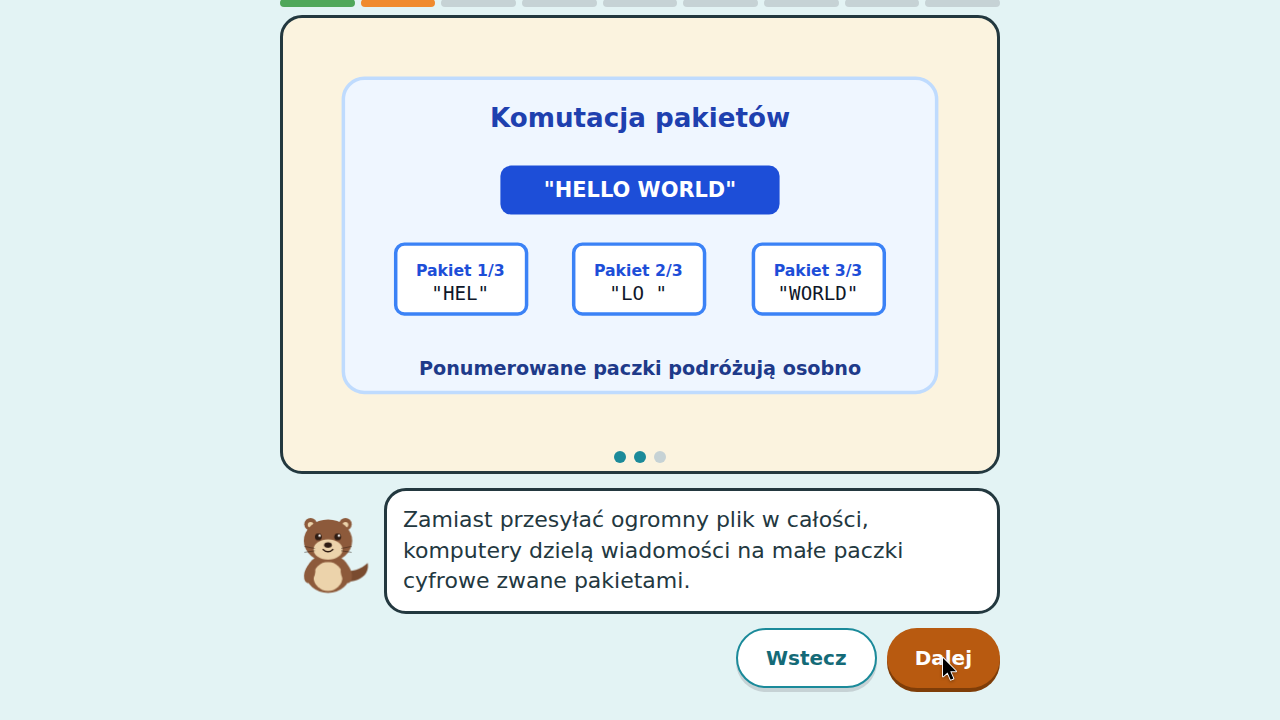 Komutacja pakietów
"HELLO WORLD"
Pakiet 1/3
"HEL"
Pakiet 2/3
"LO "
Pakiet 3/3
"WORLD"
Ponumerowane paczki podróżują osobno
Zamiast przesyłać ogromny plik w całości,
komputery dzielą wiadomości na małe paczki
cyfrowe zwane pakietami.
Wstecz
Dalej